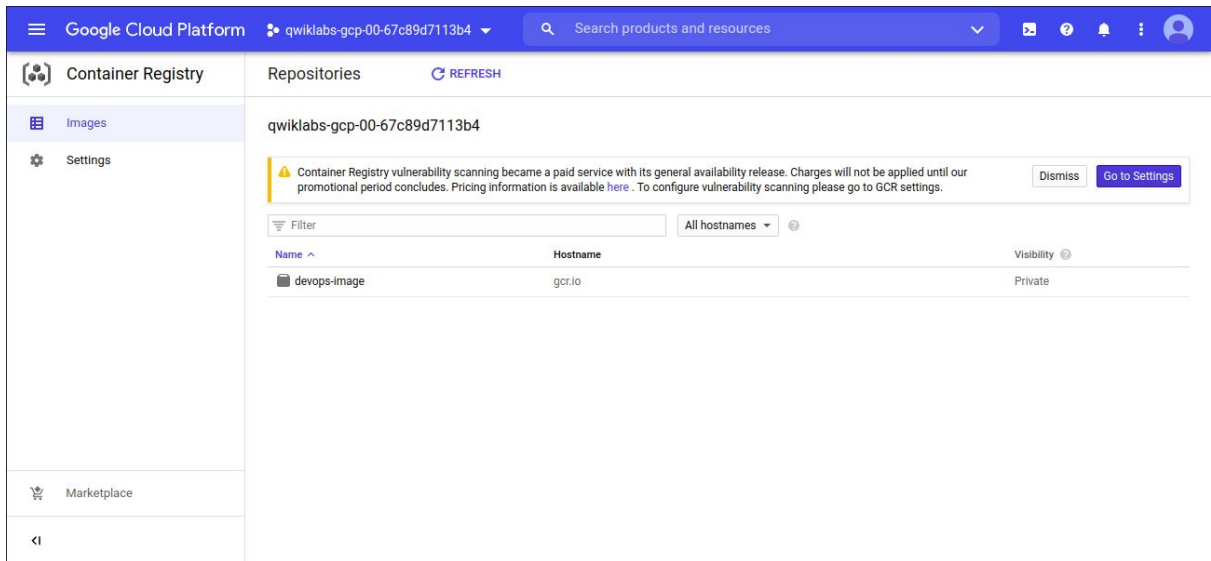 Google Cloud Platform
qwiklabs-gcp-00-67c89d7113b4
Search products and resources
Container Registry
Repositories
REFRESH
Images
Settings
qwiklabs-gcp-00-67c89d7113b4
Container Registry vulnerability scanning became a paid service with its general availability release. Charges will not be applied until our
promotional period concludes. Pricing information is available here . To configure vulnerability scanning please go to GCR settings.
Dismiss
Go to Settings
Filter
All hostnames
Name
Hostname
Visibility
devops-image
gcr.io
Private
Marketplace